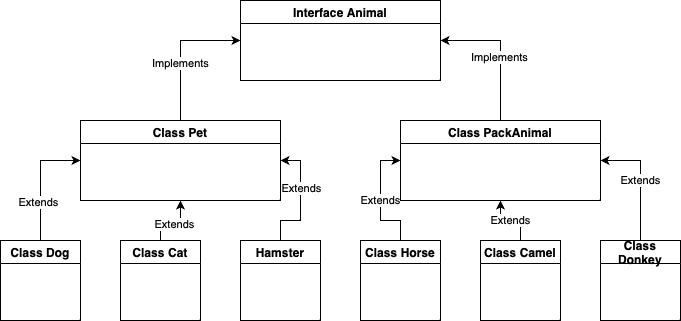 Interface Animal
Implements
Implements
Class Pet
Class PackAnimal
Extends
Extends
Extends
Extends
Extends
Extends
Class Dog
Class Cat
Hamster
Class Horse
Class Camel
Class
Donkey